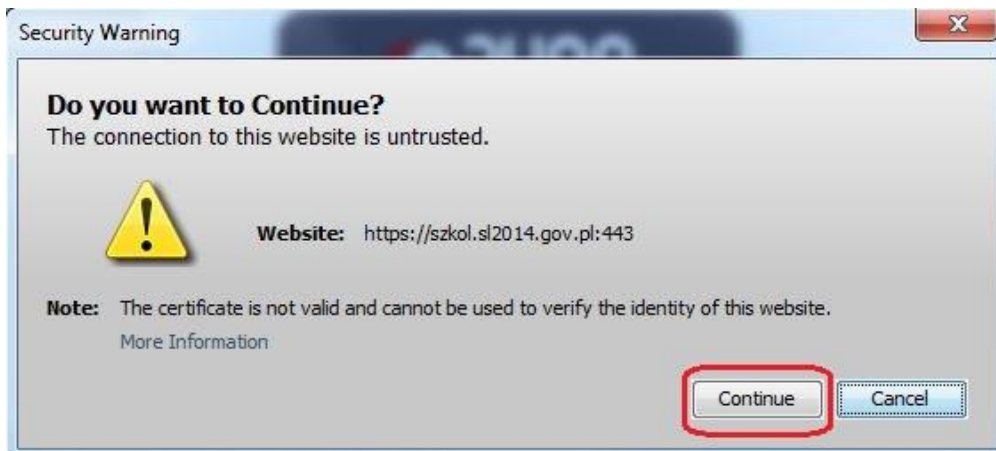 Security Warning
Do you want to Continue?
The connection to this website is untrusted.
Website: https://szkol.sl2014.gov.pl:443
Note: The certificate is not valid and cannot be used to verify the identity of this website.
More Information
Continue Cancel